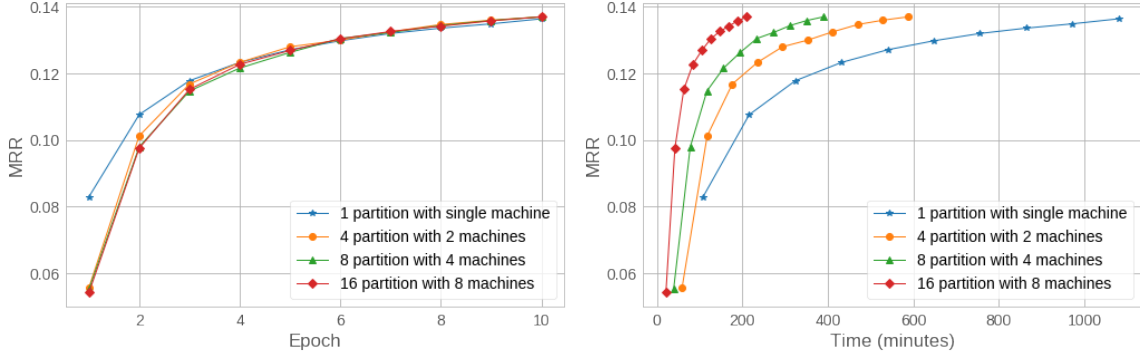 0.14
0.12
0.10
0.08
0.06
MRR
2
4
6
8
10
Epoch
1 partition with single machine
4 partition with 2 machines
8 partition with 4 machines
16 partition with 8 machines
0.14
0.12
0.10
0.08
0.06
MRR
0
200
400
600
800
1000
Time (minutes)
1 partition with single machine
4 partition with 2 machines
8 partition with 4 machines
16 partition with 8 machines